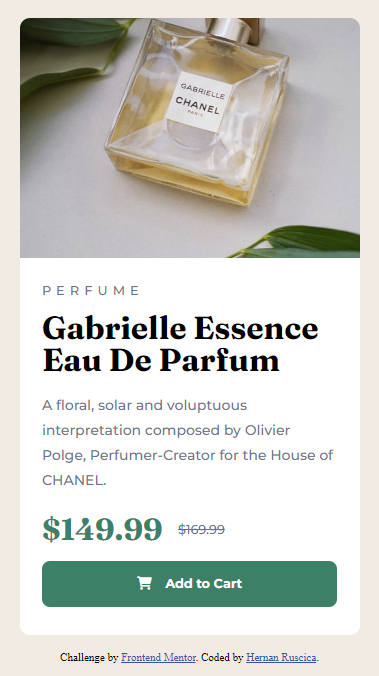 GABRIELLE
CHANEL
PARIS
PERFUME
Gabrielle Essence
Eau De Parfum
A floral, solar and voluptuous
interpretation composed by Olivier
Polge, Perfumer-Creator for the House of
CHANEL.
$149.99 $169.99
Add to Cart
Challenge by Frontend Mentor. Coded by Hernan Ruscica.